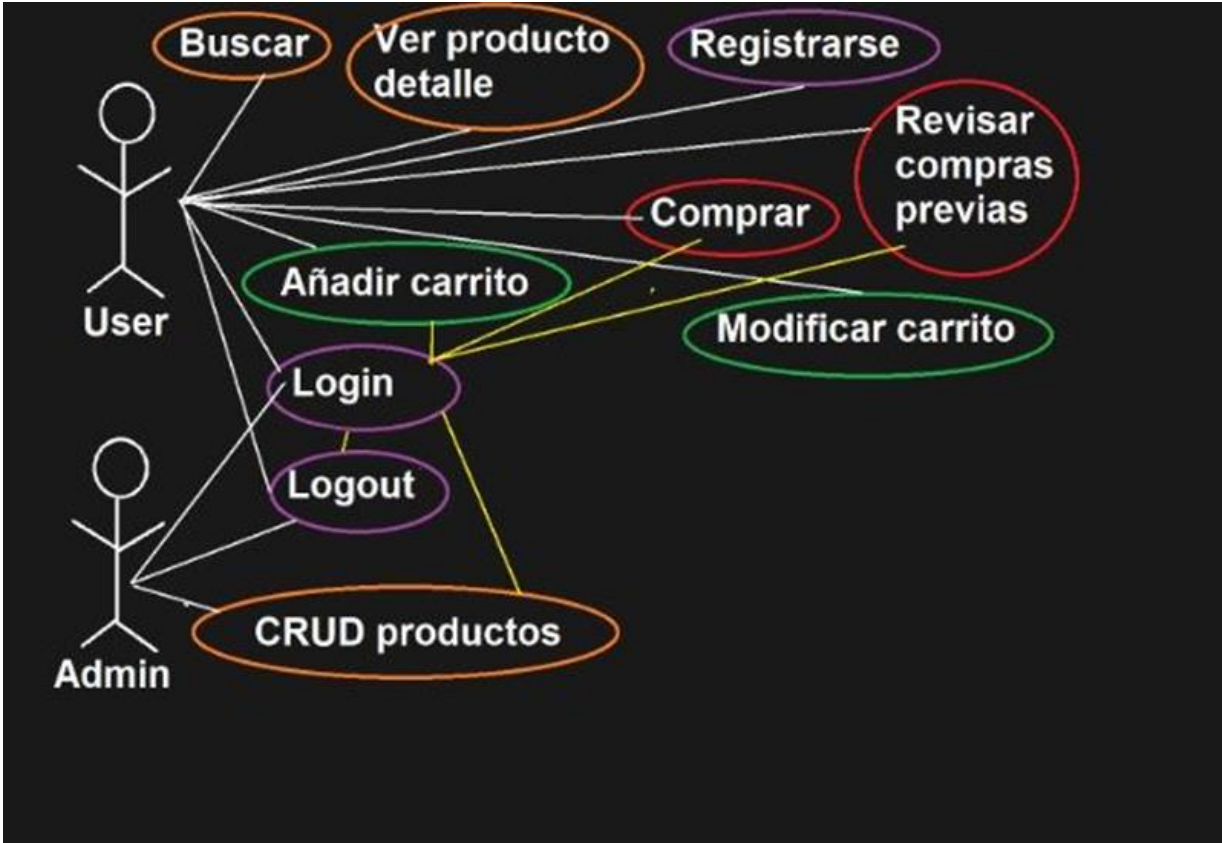 Buscar
Ver producto
detalle
Registrarse
Revisar
compras
previas
Comprar
Añadir carrito
User
Modificar carrito
Login
Logout
CRUD productos
Admin